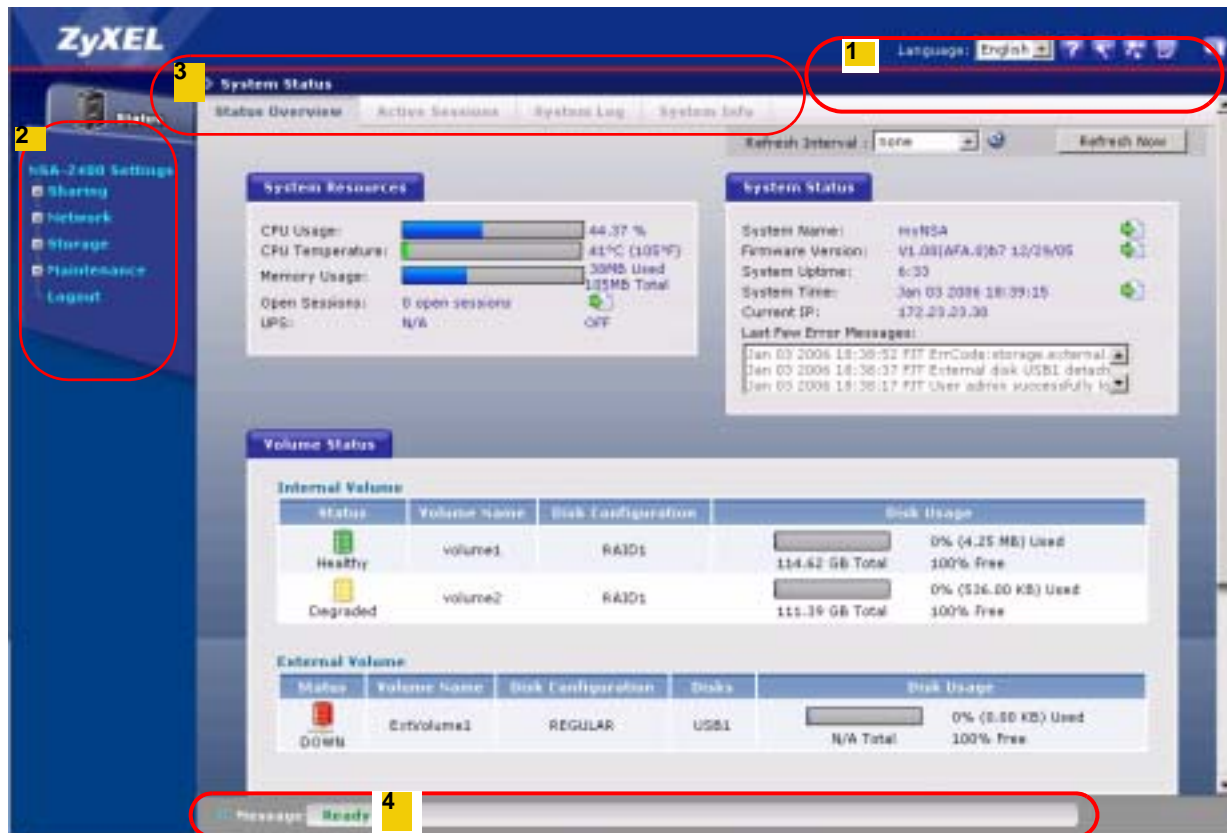 ZyXEL
1
Language: English
3
System Status
Status
Status Overview Active Sessions System Log System Info
2
Refresh Interval : none Refresh Now
NSA-2400 Settings
Sharing
Network
Storage
Maintenance
Logout
System Resources
CPU Usage: 44.37 %
CPU Temperature: 41°C (105°F)
Memory Usage: 38MB Used
105MB Total
Open Sessions: 0 open sessions
UPS: N/A OFF
System Status
System Name: myNSA
Firmware Version: V1.00(AFA.0)b7 12/29/05
System Uptime: 6:33
System Time: Jan 03 2006 18:39:15
Current IP: 172.23.23.30
Last Few Error Messages:
Jan 03 2006 18:38:52 FJT ErrCode:storage.external.
Jan 03 2006 18:38:37 FJT External disk USB1 detach
Jan 03 2006 18:38:17 FJT User admin successfully lo
Volume Status
Internal Volume
Status Volume Name Disk Configuration Disk Usage
Healthy volume1 RAID1 114.62 GB Total 0% (4.25 MB) Used
100% Free
Degraded volume2 RAID1 111.39 GB Total 0% (536.00 KB) Used
100% Free
External Volume
Status Volume Name Disk Configuration Disks Disk Usage
DOWN ExtVolume1 REGULAR USB1 N/A Total 0% (0.00 KB) Used
100% Free
4
Message Ready